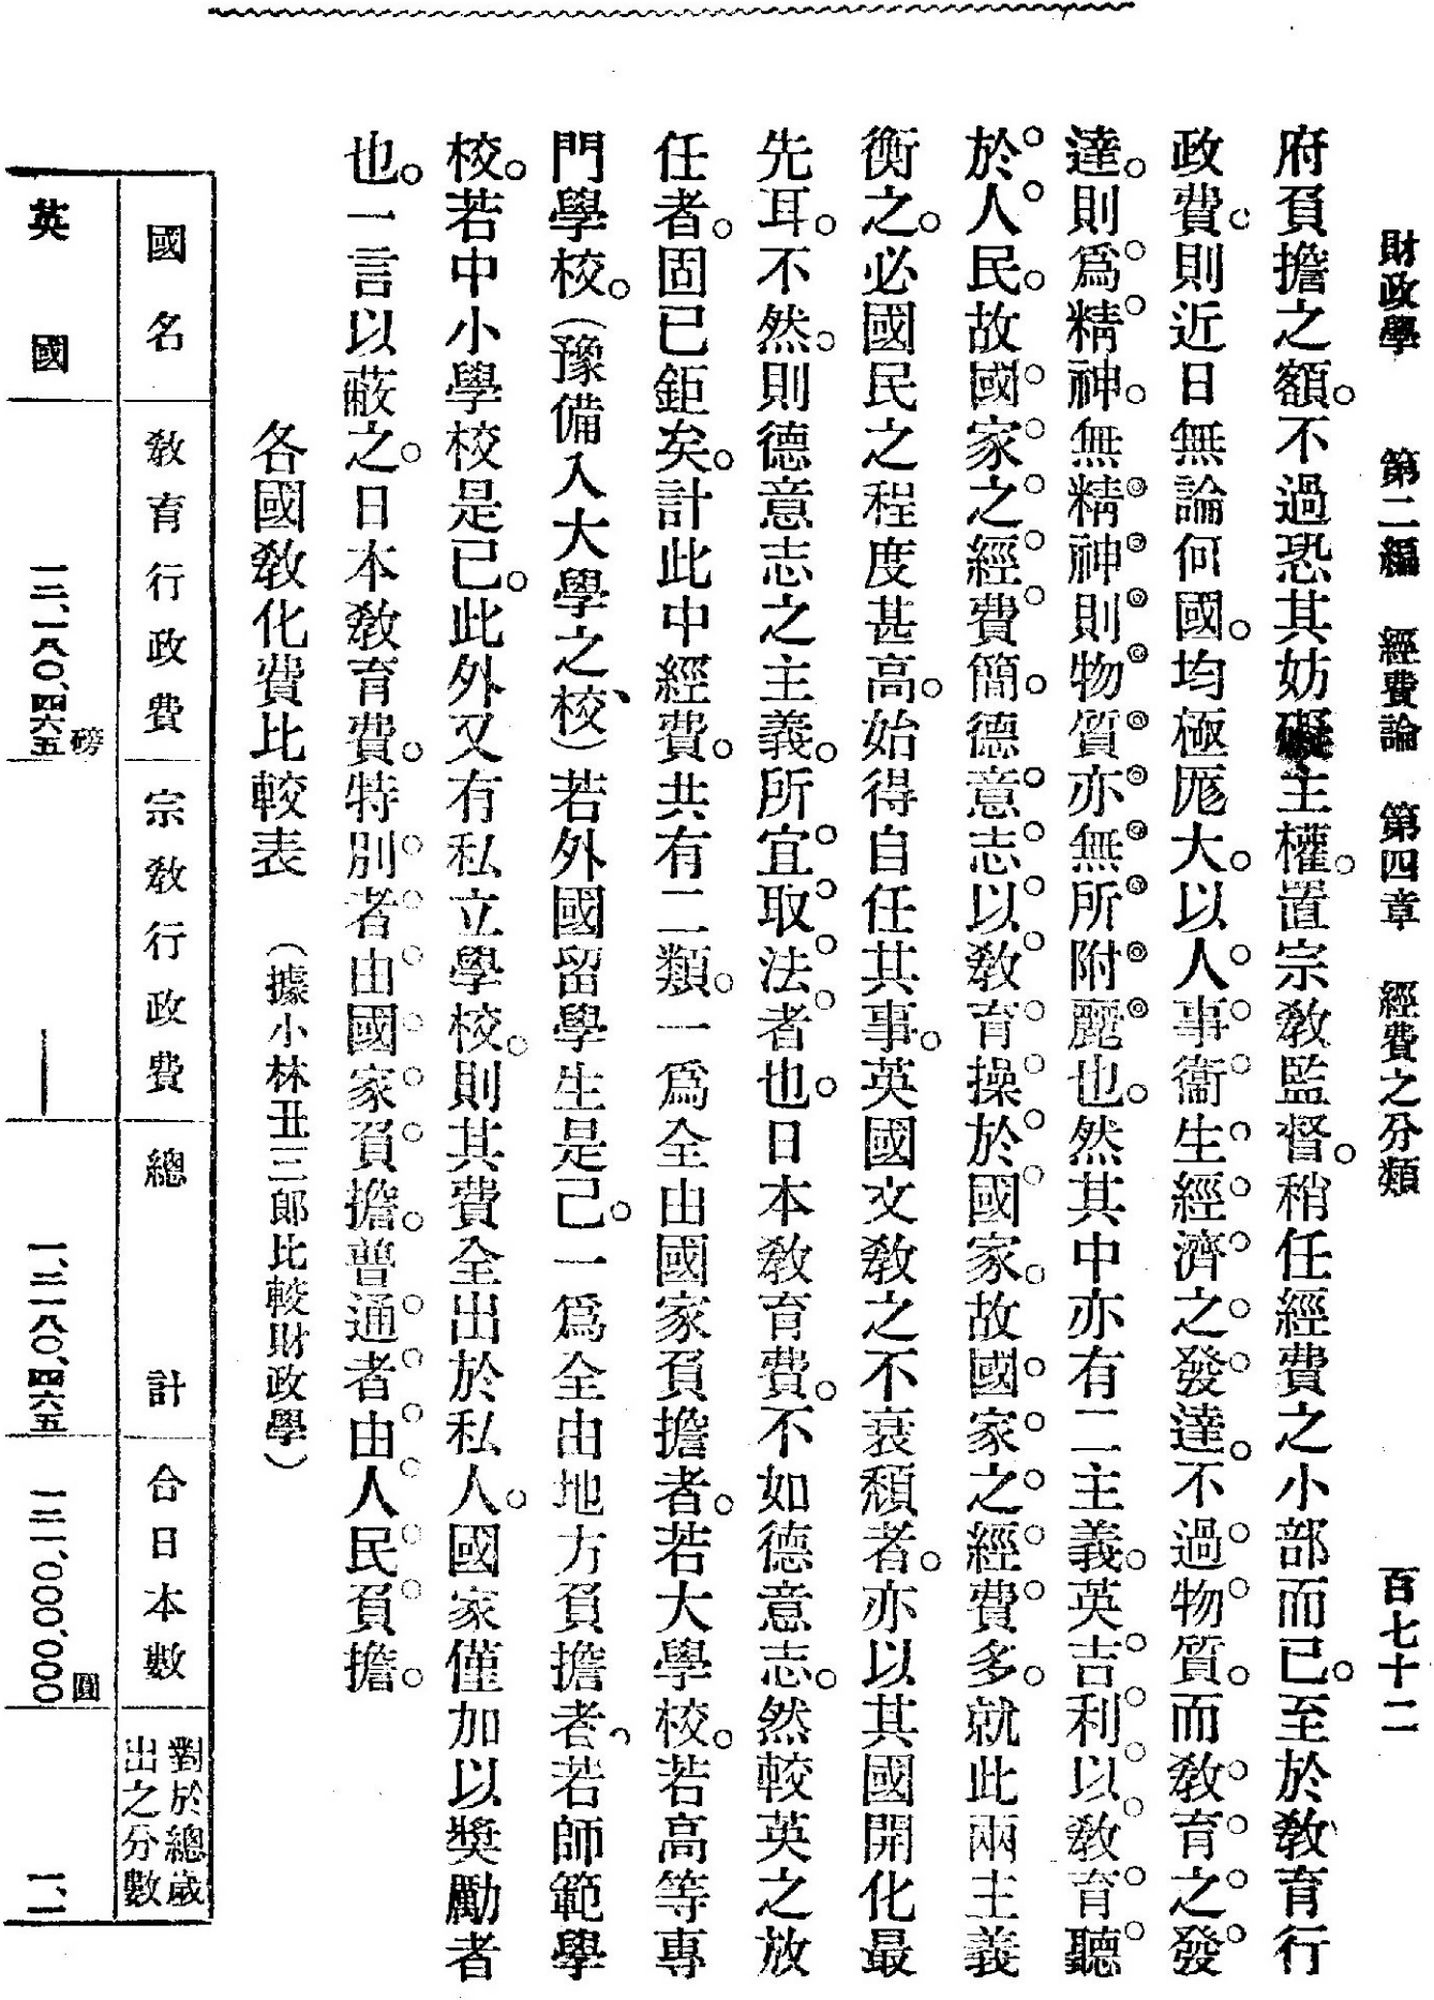 財政學　第二編　經費論　第四章　經費之分類　百七十二
府負擔之額。不過恐其妨礙主權。置宗敎監督。稍任經費之小部而已。至於敎育行
政費。則近日無論何國。均極厖大。以人事衞生經濟之發達。不過物質。而敎育之發
達。則爲精神。無精神則物質亦無所附麗也。然其中亦有二主義。英吉利以敎育聽
於人民。故國家之經費簡。德意志以敎育操於國家。故國家之經費多。就此兩主義
衡之。必國民之程度甚高。始得自任其事。英國文敎之不衰頹者。亦以其國開化最
先耳。不然。則德意志之主義。所宜取法者也。日本敎育費。不如德意志。然較英之放
任者。固已鉅矣。計此中經費。共有二類。一爲全由國家負擔者。若大學校。若高等專
門學校。（豫備入大學之校、）若外國留學生是己。一爲全由地方負擔者、若師範學
校。若中小學校是已。此外又有私立學校。則其費全出於私人。國家僅加以奬勵者
也。一言以蔽之。日本敎育費。特別者由國家負擔。普通者由人民負擔。
各國敎化費比較表　（據小林丑三郎比較財政學）
國名　敎育行政費　宗敎行政費　總計　合日本數　對於總歲出之分數
英國　一二、一八〇、四六五磅　——　一、二一八〇、四六五　一二一、〇〇〇、〇〇〇圓　一、一